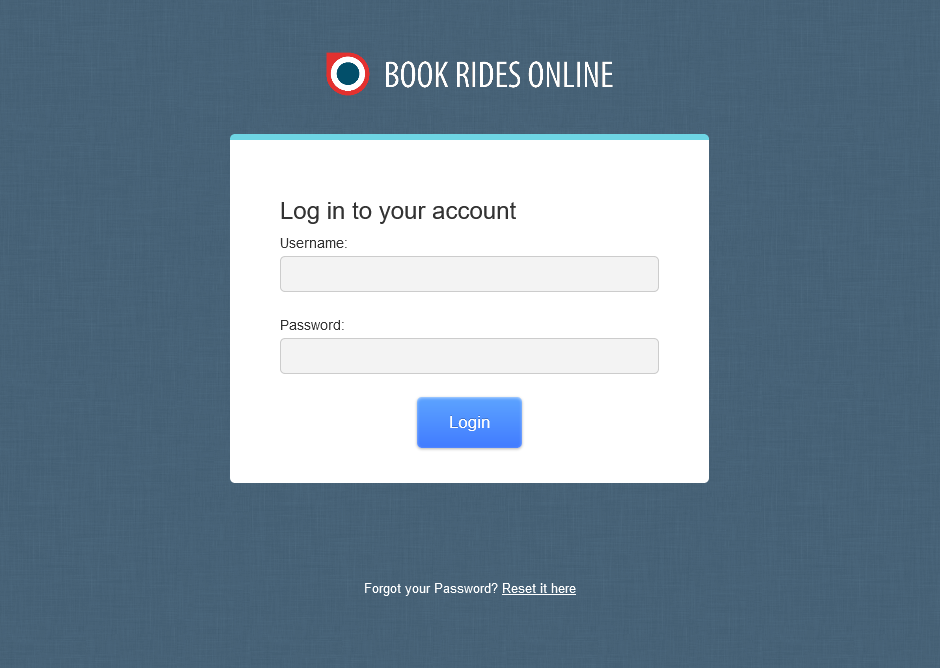 BOOK RIDES ONLINE
Log in to your account
Username:
Password:
Login
Forgot your Password? Reset it here